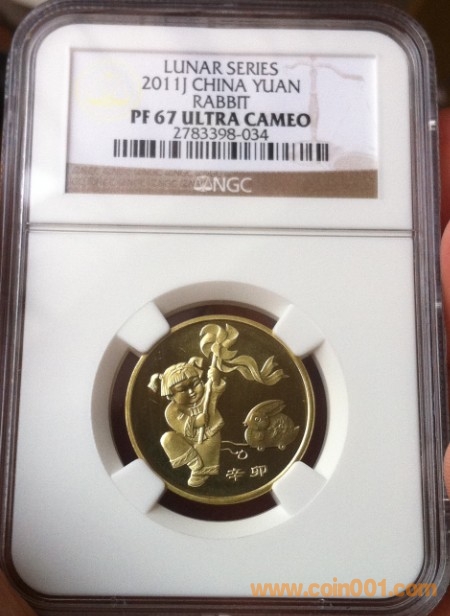 LUNAR SERIES
2011J CHINA YUAN
RABBIT
PF 67 ULTRA CAMEO
2783398-034
NGC
辛卯
www.coin001.com